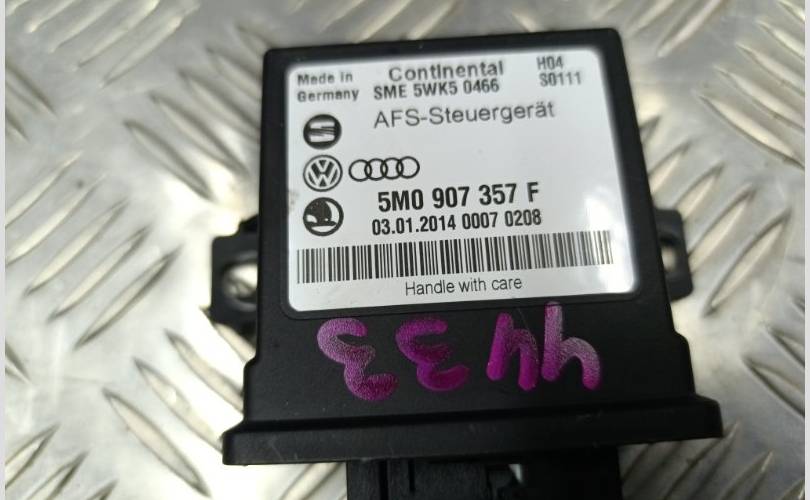 Made in Germany
Continental
SME 5WK5 0466
H04
S0111
AFS-Steuergerät
5M0 907 357 F
03.01.2014 0007 0208
Handle with care
4433